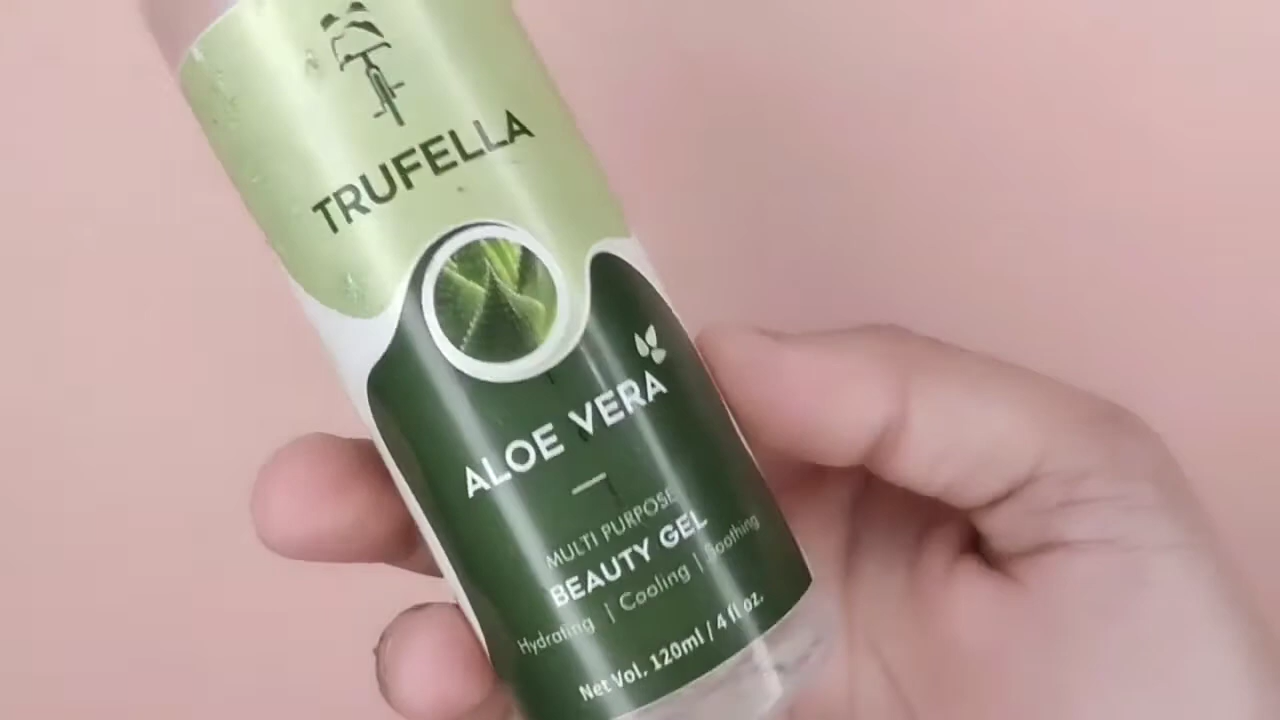 TRUFELLA
ALOE VERA
MULTI PURPOSE
BEAUTY GEL
Hydrating | Cooling | Soothing
Net Vol. 120ml / 4 fl oz.